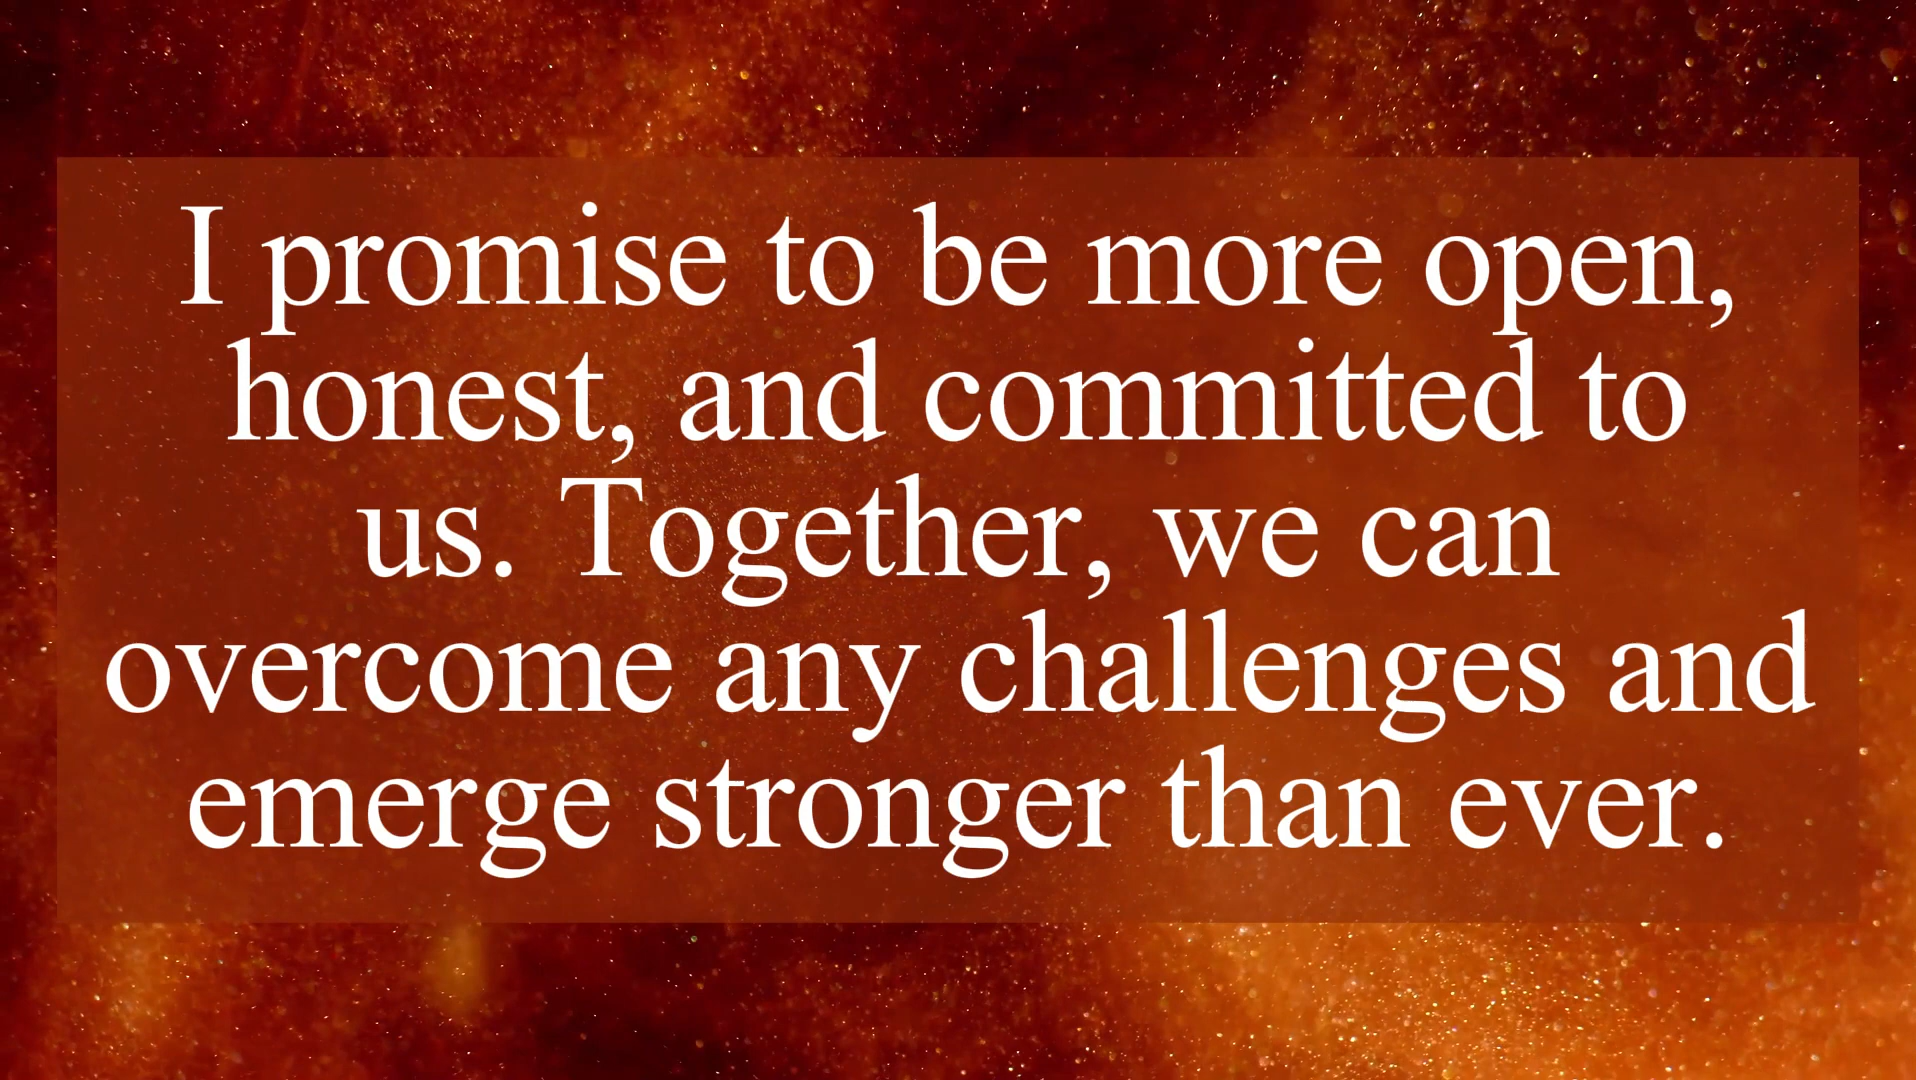 I promise to be more open,
honest, and committed to
us. Together, we can
overcome any challenges and
emerge stronger than ever.